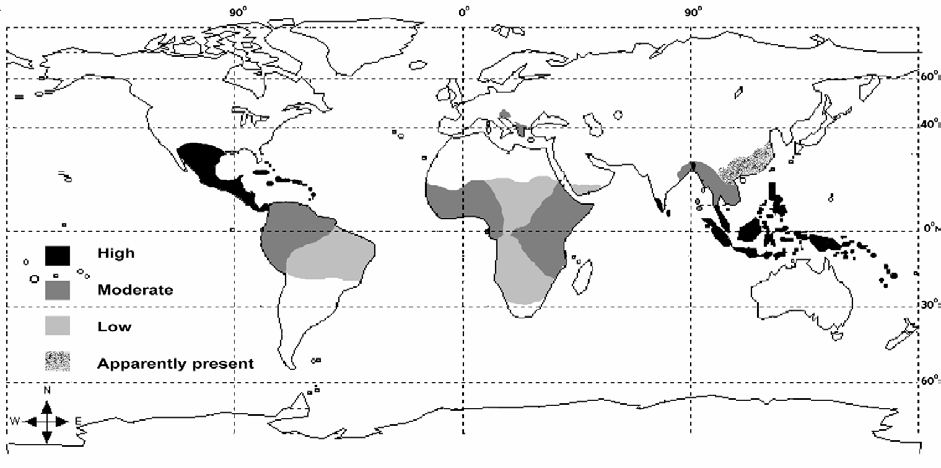 90° 0° 90°
60°
40°
0°
30°
60°
High
Moderate
Low
Apparently present
N
W E
S